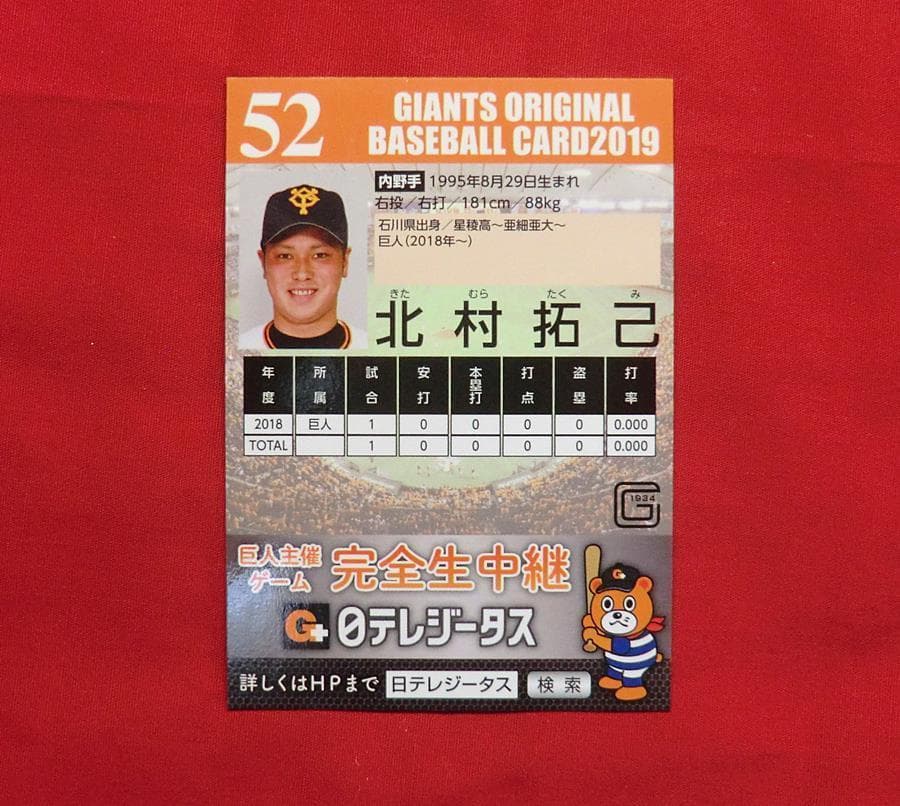 52
GIANTS ORIGINAL
BASEBALL CARD2019
内野手 1995年8月29日生まれ
右投／右打／181cm／88kg
石川県出身／星稜高〜亜細亜大〜
巨人(2018年〜)
きた むら たく み
北村拓己
年度 所属 試合 安打 本塁打 打点 盗塁 打率
2018 巨人 1 0 0 0 0 0.000
TOTAL 1 0 0 0 0 0.000
G 1934
巨人主催
ゲーム
完全生中継
G+ 日テレジータス
詳しくはHPまで 日テレジータス 検索